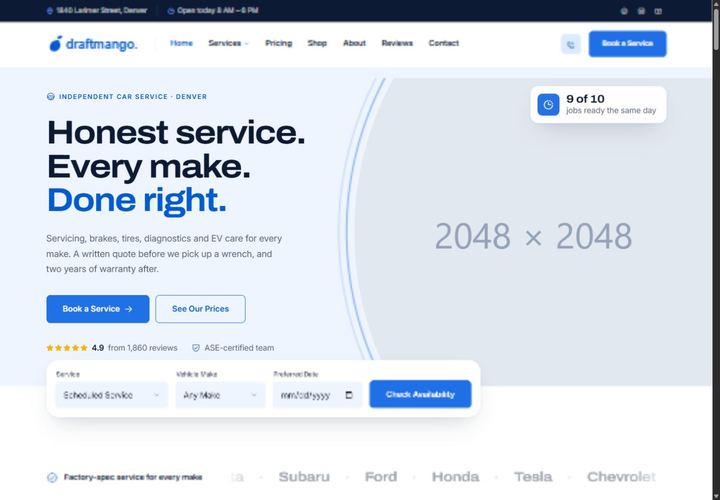 1840 Larimer Street, Denver
Open today 8 AM – 6 PM
draftmango.
Home
Services
Pricing
Shop
About
Reviews
Contact
Book a Service
INDEPENDENT CAR SERVICE · DENVER
9 of 10
jobs ready the same day
Honest service.
Every make.
Done right.
2048 × 2048
Servicing, brakes, tires, diagnostics and EV care for every
make. A written quote before we pick up a wrench, and
two years of warranty after.
Book a Service →
See Our Prices
4.9 from 1,860 reviews
ASE-certified team
Service
Vehicle Make
Preferred Date
Scheduled Service
Any Make
mm/dd/yyyy
Check Availability
Factory-spec service for every make
Subaru · Ford · Honda · Tesla · Chevrolet